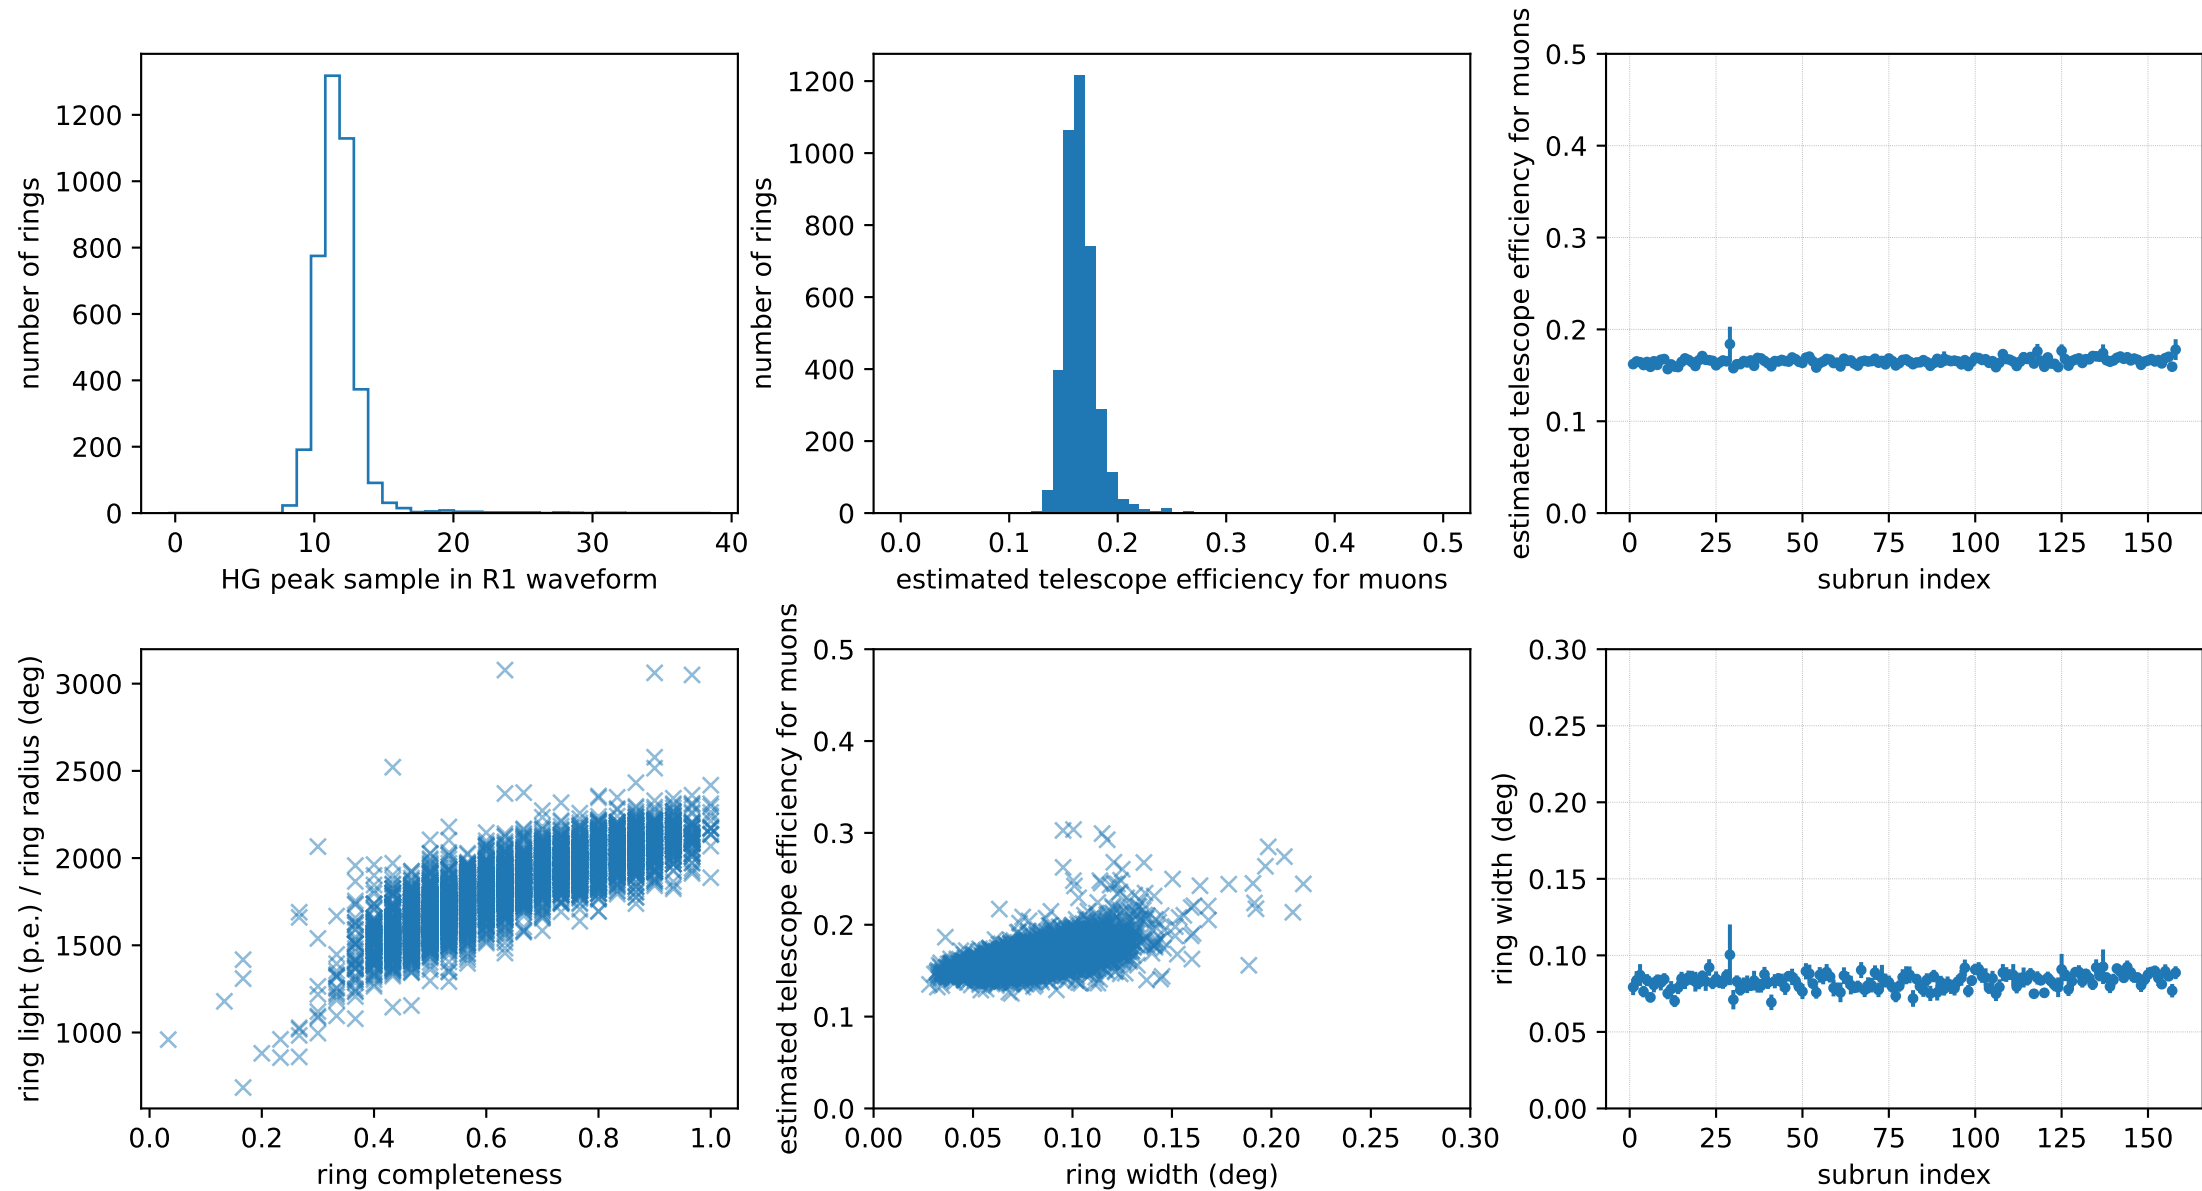 number of rings
1200
1000
800
600
400
200
0
0 10 20 30 40
HG peak sample in R1 waveform
number of rings
1200
1000
800
600
400
200
0
0.0 0.1 0.2 0.3 0.4 0.5
estimated telescope efficiency for muons
estimated telescope efficiency for muons
0.5
0.4
0.3
0.2
0.1
0.0
0 25 50 75 100 125 150
subrun index
ring light (p.e.) / ring radius (deg)
3000
2500
2000
1500
1000
0.0 0.2 0.4 0.6 0.8 1.0
ring completeness
estimated telescope efficiency for muons
0.5
0.4
0.3
0.2
0.1
0.0
0.00 0.05 0.10 0.15 0.20 0.25 0.30
ring width (deg)
ring width (deg)
0.30
0.25
0.20
0.15
0.10
0.05
0.00
0 25 50 75 100 125 150
subrun index